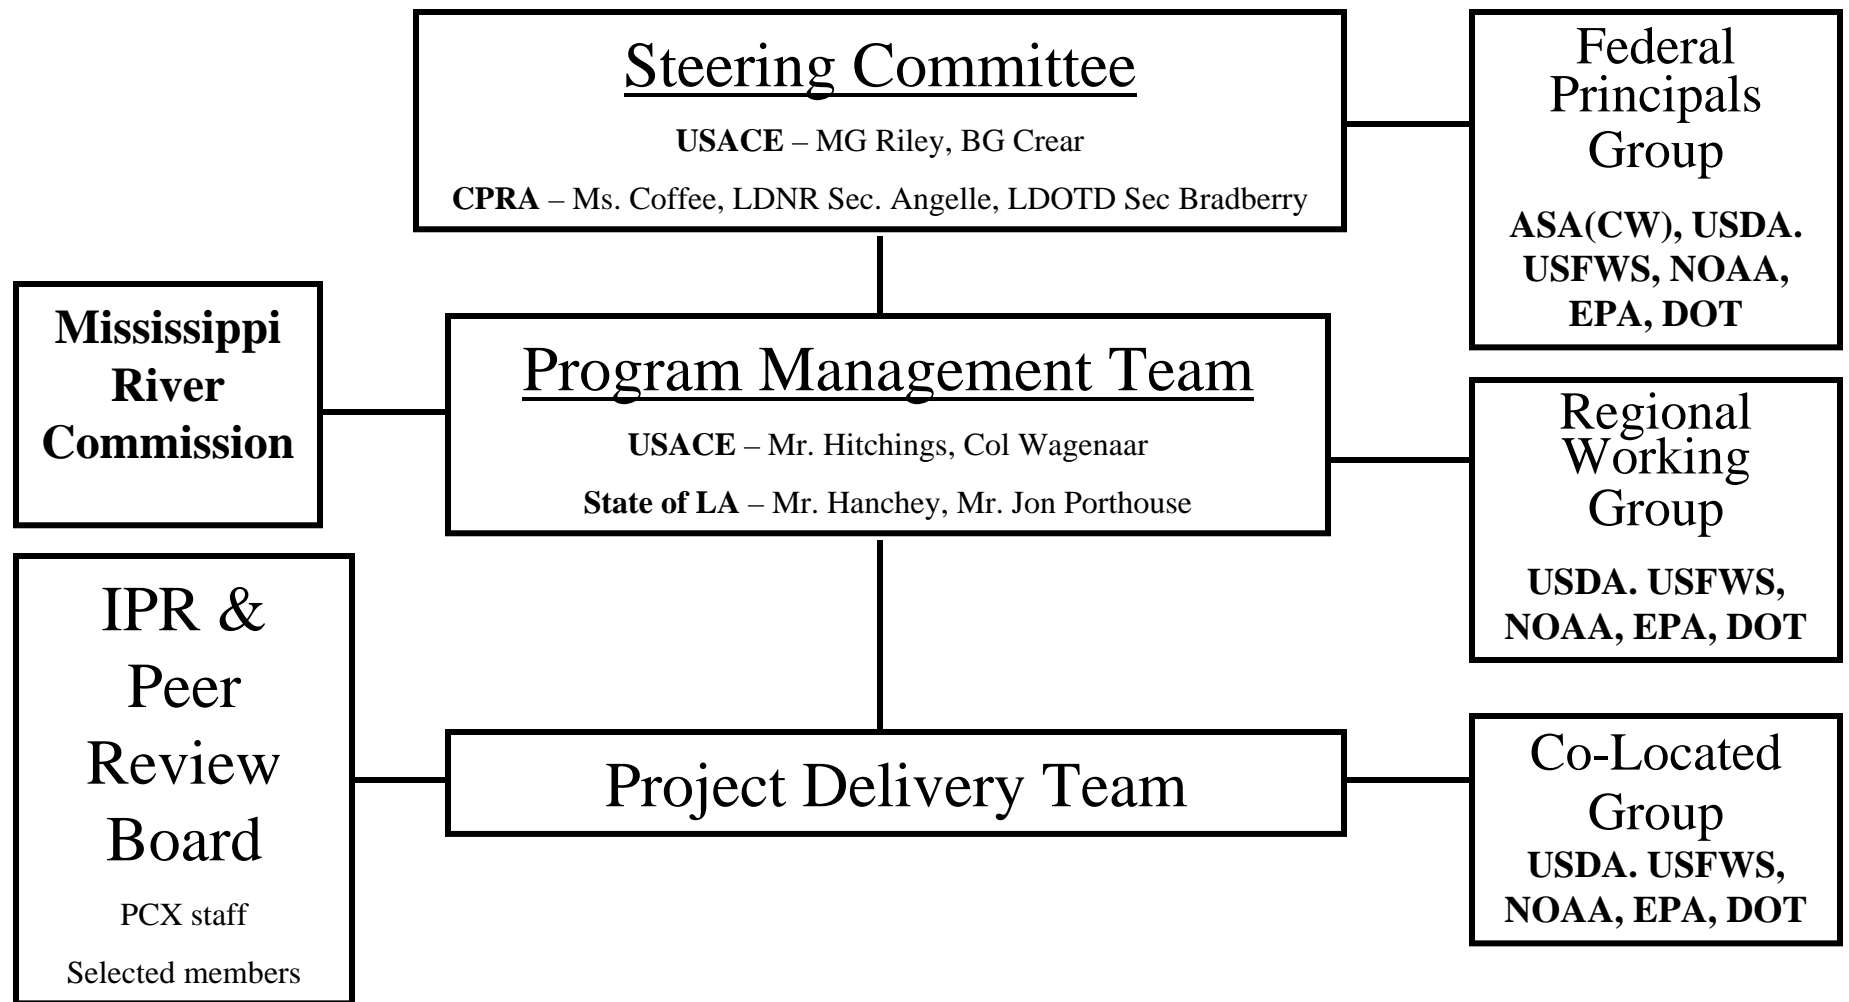 Steering Committee
USACE – MG Riley, BG Crear
CPRA – Ms. Coffee, LDNR Sec. Angelle, LDOTD Sec Bradberry
Federal
Principals
Group
ASA(CW), USDA.
USFWS, NOAA,
EPA, DOT
Mississippi
River
Commission
Program Management Team
USACE – Mr. Hitchings, Col Wagenaar
State of LA – Mr. Hanchey, Mr. Jon Porthouse
Regional
Working
Group
USDA. USFWS,
NOAA, EPA, DOT
IPR &
Peer
Review
Board
PCX staff
Selected members
Project Delivery Team
Co-Located
Group
USDA. USFWS,
NOAA, EPA, DOT